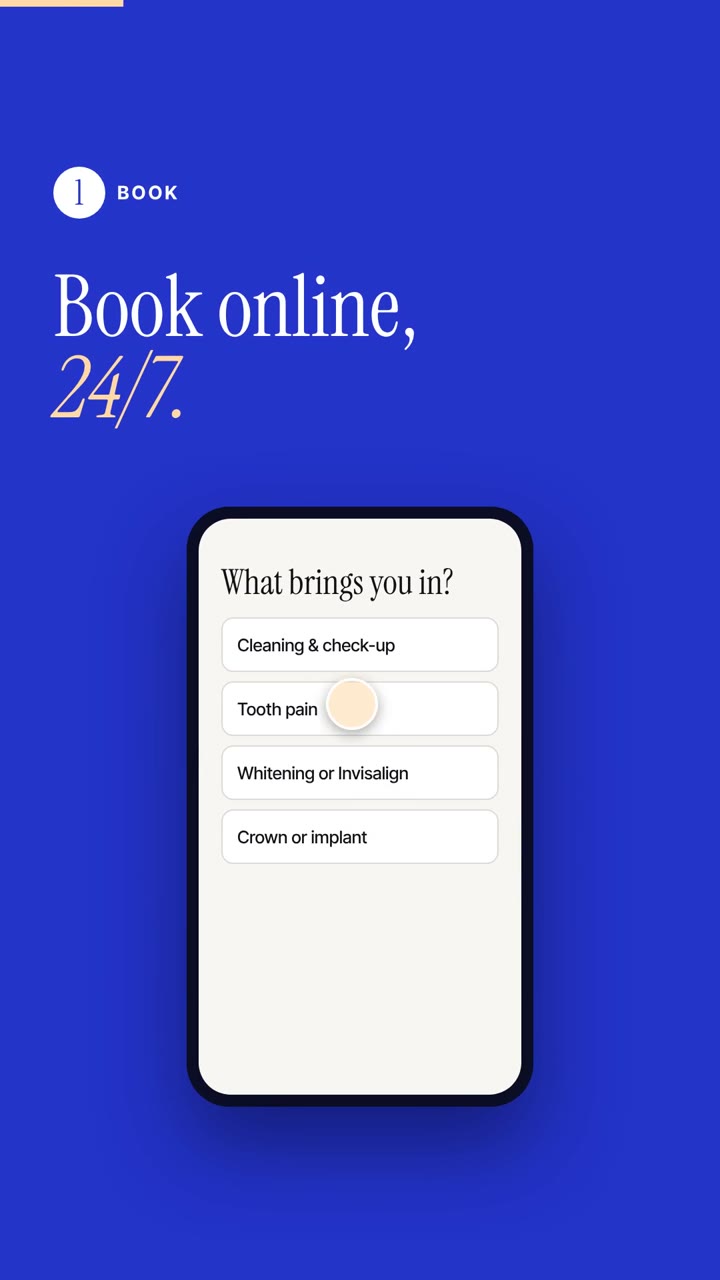 1 BOOK
Book online,
24/7.
What brings you in?
Cleaning & check-up
Tooth pain
Whitening or Invisalign
Crown or implant